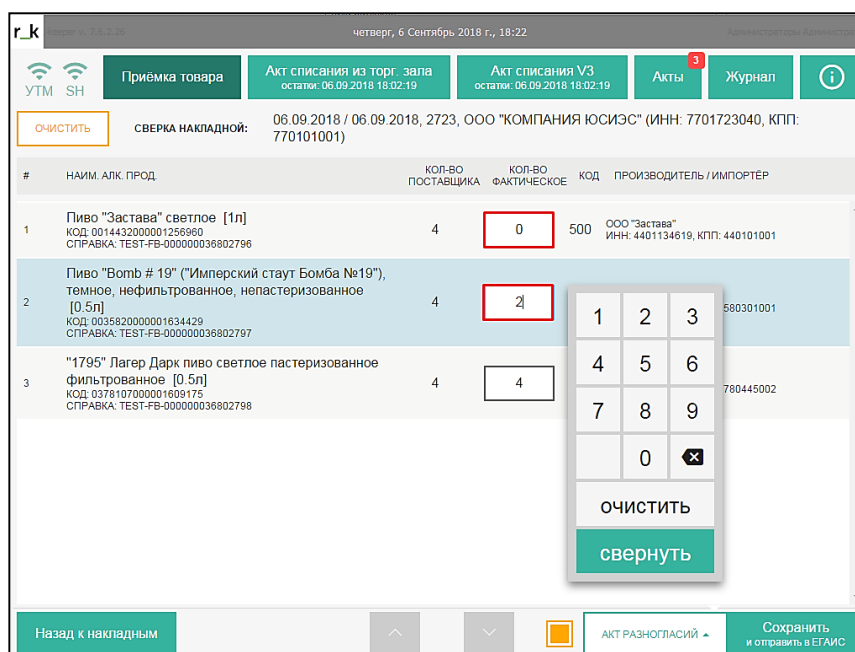 r_k
keeper v. 7.6.2.26
четверг, 6 Сентябрь 2018 г., 18:22
УТМ
SH
Приёмка товара
Акт списания из торг. зала
остатки: 06.09.2018 18:02:19
Акт списания V3
остатки: 06.09.2018 18:02:19
Акты
3
Журнал
ОЧИСТИТЬ
СВЕРКА НАКЛАДНОЙ:
06.09.2018 / 06.09.2018, 2723, ООО "КОМПАНИЯ ЮСИЭС" (ИНН: 7701723040, КПП:
770101001)
#
НАИМ. АЛК. ПРОД.
КОЛ-ВО
ПОСТАВЩИКА
КОЛ-ВО
ФАКТИЧЕСКОЕ
КОД
ПРОИЗВОДИТЕЛЬ / ИМПОРТЁР
1
Пиво "Застава" светлое [1л]
КОД: 0014432000001256960
СПРАВКА: TEST-FB-000000036802796
4
0
500
ООО "Застава"
ИНН: 4401134619, КПП: 440101001
2
Пиво "Bomb # 19" ("Имперский стаут Бомба №19"),
темное, нефильтрованное, непастеризованное
[0.5л]
КОД: 0035820000001634429
СПРАВКА: TEST-FB-000000036802797
4
2
580301001
3
"1795" Лагер Дарк пиво светлое пастеризованное
фильтрованное [0.5л]
КОД: 0378107000001609175
СПРАВКА: TEST-FB-000000036802798
4
4
780445002
1 2 3
4 5 6
7 8 9
0
очистить
свернуть
Назад к накладным
АКТ РАЗНОГЛАСИЙ
Сохранить
и отправить в ЕГАИС